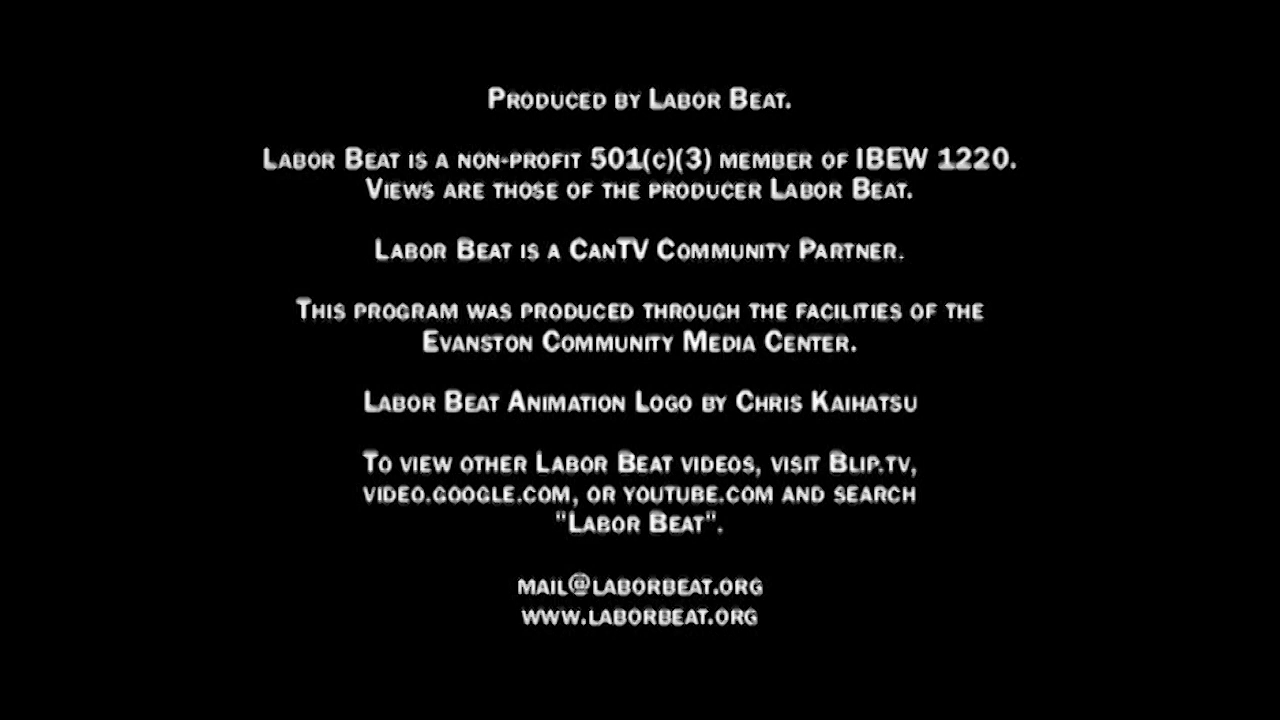 Produced by Labor Beat.
Labor Beat is a non-profit 501(c)(3) member of IBEW 1220.
Views are those of the producer Labor Beat.
Labor Beat is a CanTV Community Partner.
This program was produced through the facilities of the
Evanston Community Media Center.
Labor Beat Animation Logo by Chris Kaihatsu
To view other Labor Beat videos, visit Blip.tv,
video.google.com, or youtube.com and search
"Labor Beat".
mail@laborbeat.org
www.laborbeat.org